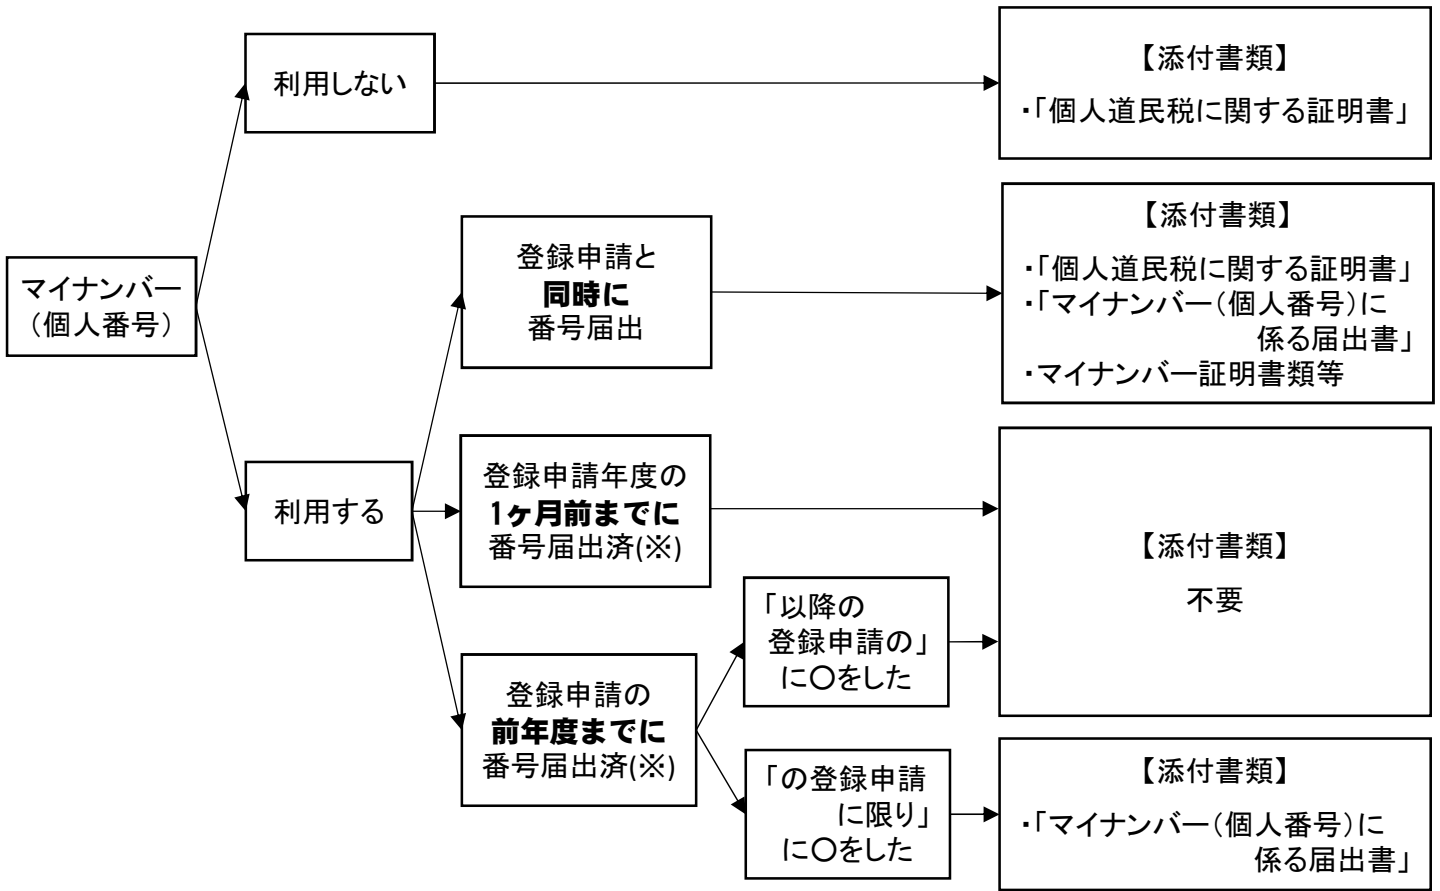 マイナンバー
（個人番号）
利用しない
【添付書類】
・「個人道民税に関する証明書」
利用する
登録申請と
同時に
番号届出
【添付書類】
・「個人道民税に関する証明書」
・「マイナンバー（個人番号）に
係る届出書」
・マイナンバー証明書類等
登録申請年度の
1ヶ月前までに
番号届出済(※)
【添付書類】
不要
登録申請の
前年度までに
番号届出済(※)
「以降の
登録申請の」
に〇をした
「の登録申請
に限り」
に〇をした
【添付書類】
・「マイナンバー（個人番号）に
係る届出書」